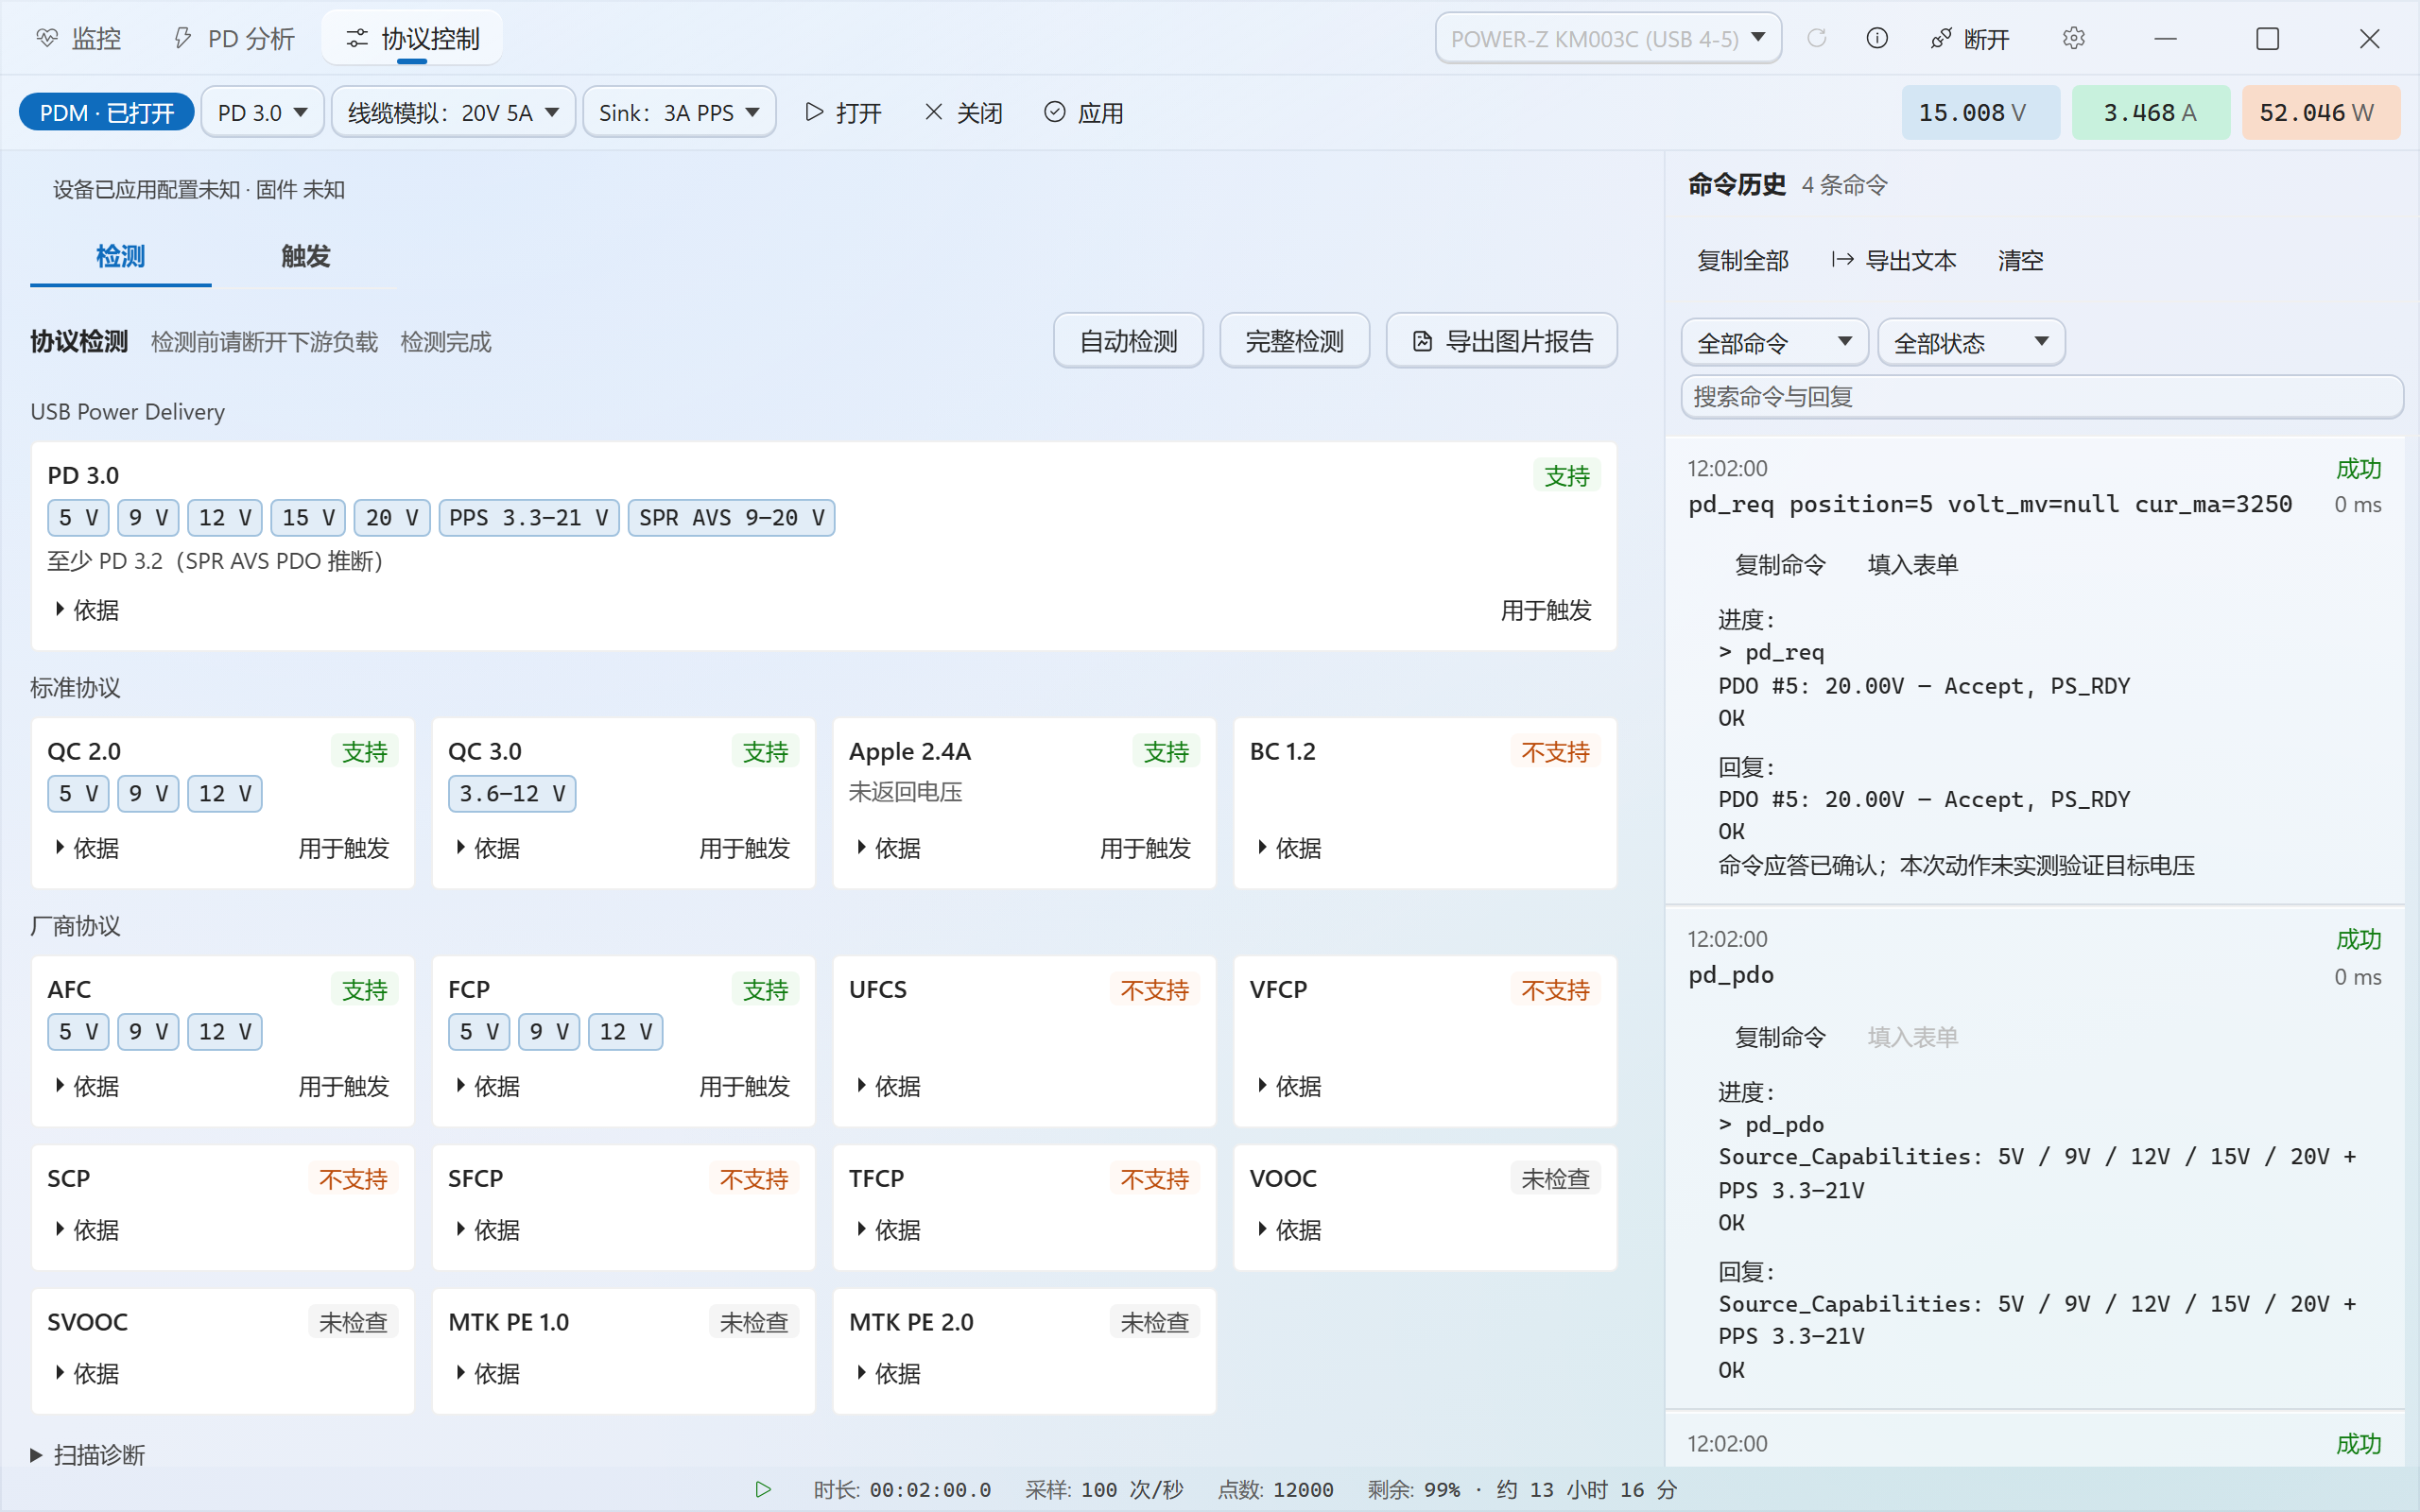 监控 PD 分析 协议控制 POWER-Z KM003C (USB 4-5) 断开
PDM · 已打开 PD 3.0 线缆模拟：20V 5A Sink：3A PPS 打开 关闭 应用 15.008 V 3.468 A 52.046 W
设备已应用配置未知 · 固件 未知
检测 触发
协议检测 检测前请断开下游负载 检测完成 自动检测 完整检测 导出图片报告
USB Power Delivery
PD 3.0 支持
5 V 9 V 12 V 15 V 20 V PPS 3.3–21 V SPR AVS 9–20 V
至少 PD 3.2（SPR AVS PDO 推断）
依据 用于触发
标准协议
QC 2.0 支持
5 V 9 V 12 V
依据 用于触发
QC 3.0 支持
3.6–12 V
依据 用于触发
Apple 2.4A 支持
未返回电压
依据 用于触发
BC 1.2 不支持
依据
厂商协议
AFC 支持
5 V 9 V 12 V
依据 用于触发
FCP 支持
5 V 9 V 12 V
依据 用于触发
UFCS 不支持
依据
VFCP 不支持
依据
SCP 不支持
依据
SFCP 不支持
依据
TFCP 不支持
依据
VOOC 未检查
依据
SVOOC 未检查
依据
MTK PE 1.0 未检查
依据
MTK PE 2.0 未检查
依据
扫描诊断
命令历史 4 条命令
复制全部 导出文本 清空
全部命令 全部状态
搜索命令与回复
12:02:00 成功
pd_req position=5 volt_mv=null cur_ma=3250 0 ms
复制命令 填入表单
进度:
> pd_req
PDO #5: 20.00V — Accept, PS_RDY
OK
回复:
PDO #5: 20.00V — Accept, PS_RDY
OK
命令应答已确认；本次动作未实测验证目标电压
12:02:00 成功
pd_pdo 0 ms
复制命令 填入表单
进度:
> pd_pdo
Source_Capabilities: 5V / 9V / 12V / 15V / 20V +
PPS 3.3–21V
OK
回复:
Source_Capabilities: 5V / 9V / 12V / 15V / 20V +
PPS 3.3–21V
OK
12:02:00 成功
时长: 00:02:00.0 采样: 100 次/秒 点数: 12000 剩余: 99% · 约 13 小时 16 分